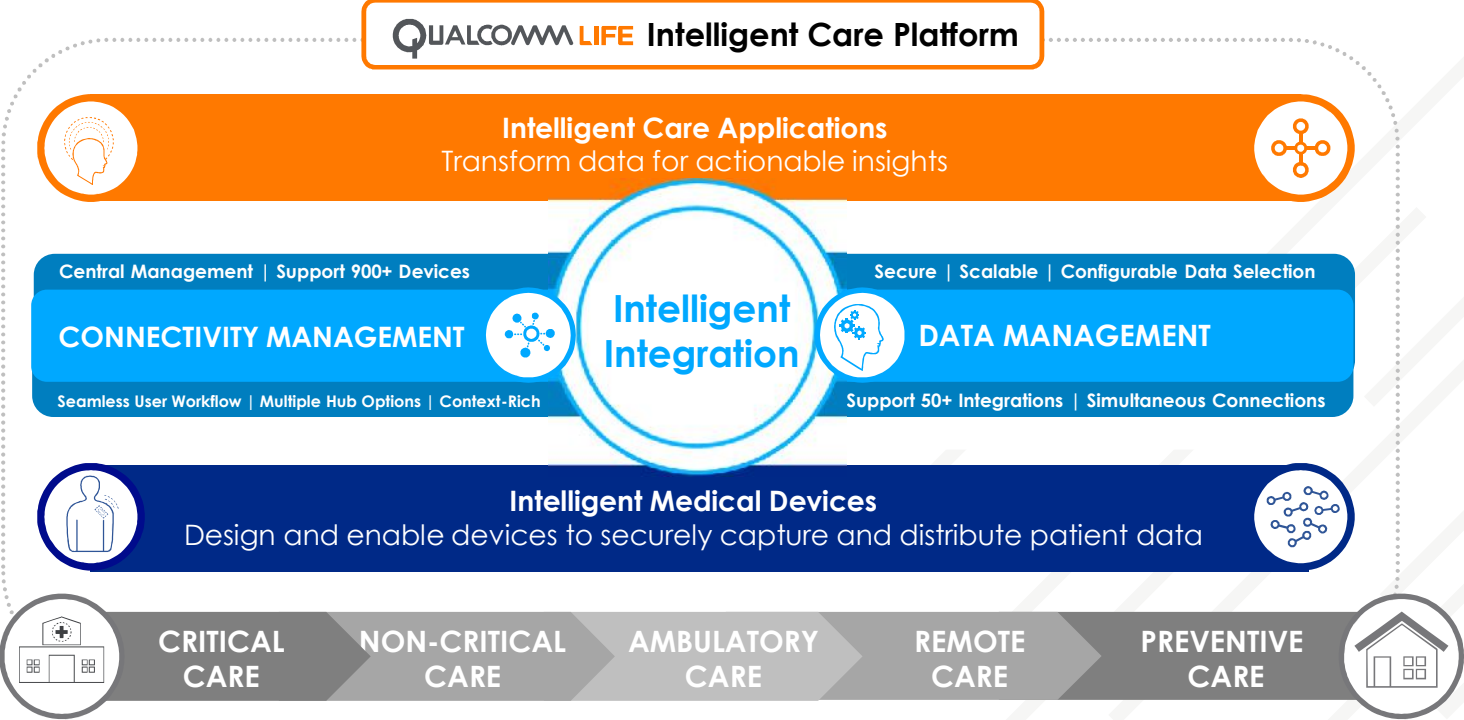 QUALCOMM LIFE Intelligent Care Platform
Intelligent Care Applications
Transform data for actionable insights
Central Management | Support 900+ Devices
CONNECTIVITY MANAGEMENT
Seamless User Workflow | Multiple Hub Options | Context-Rich
Intelligent
Integration
Secure | Scalable | Configurable Data Selection
DATA MANAGEMENT
Support 50+ Integrations | Simultaneous Connections
Intelligent Medical Devices
Design and enable devices to securely capture and distribute patient data
CRITICAL
CARE
NON-CRITICAL
CARE
AMBULATORY
CARE
REMOTE
CARE
PREVENTIVE
CARE